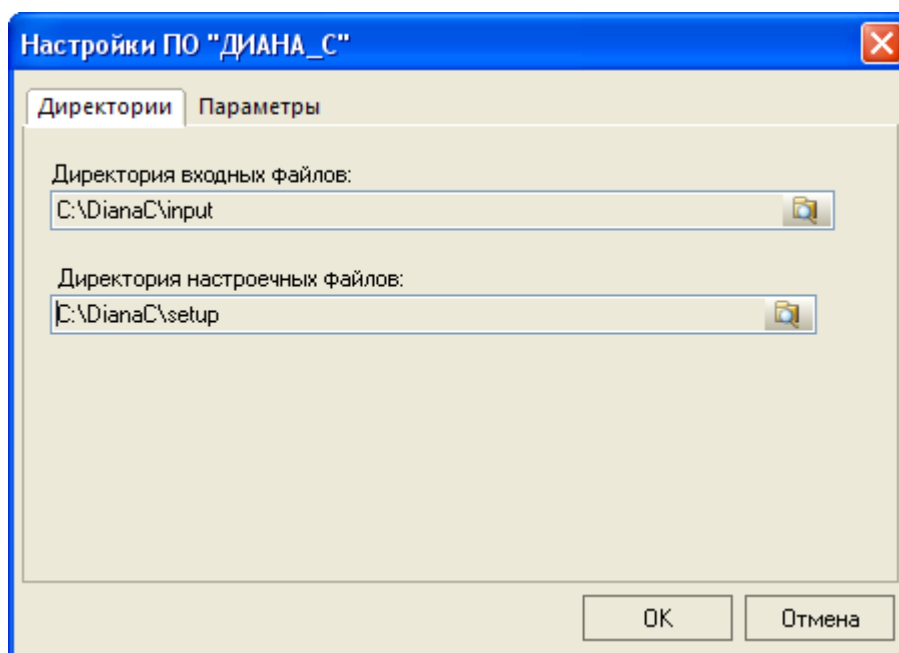 Настройки ПО "ДИАНА_С"
Директории Параметры
Директория входных файлов:
C:\DianaC\input
Директория настроечных файлов:
C:\DianaC\setup
OK Отмена